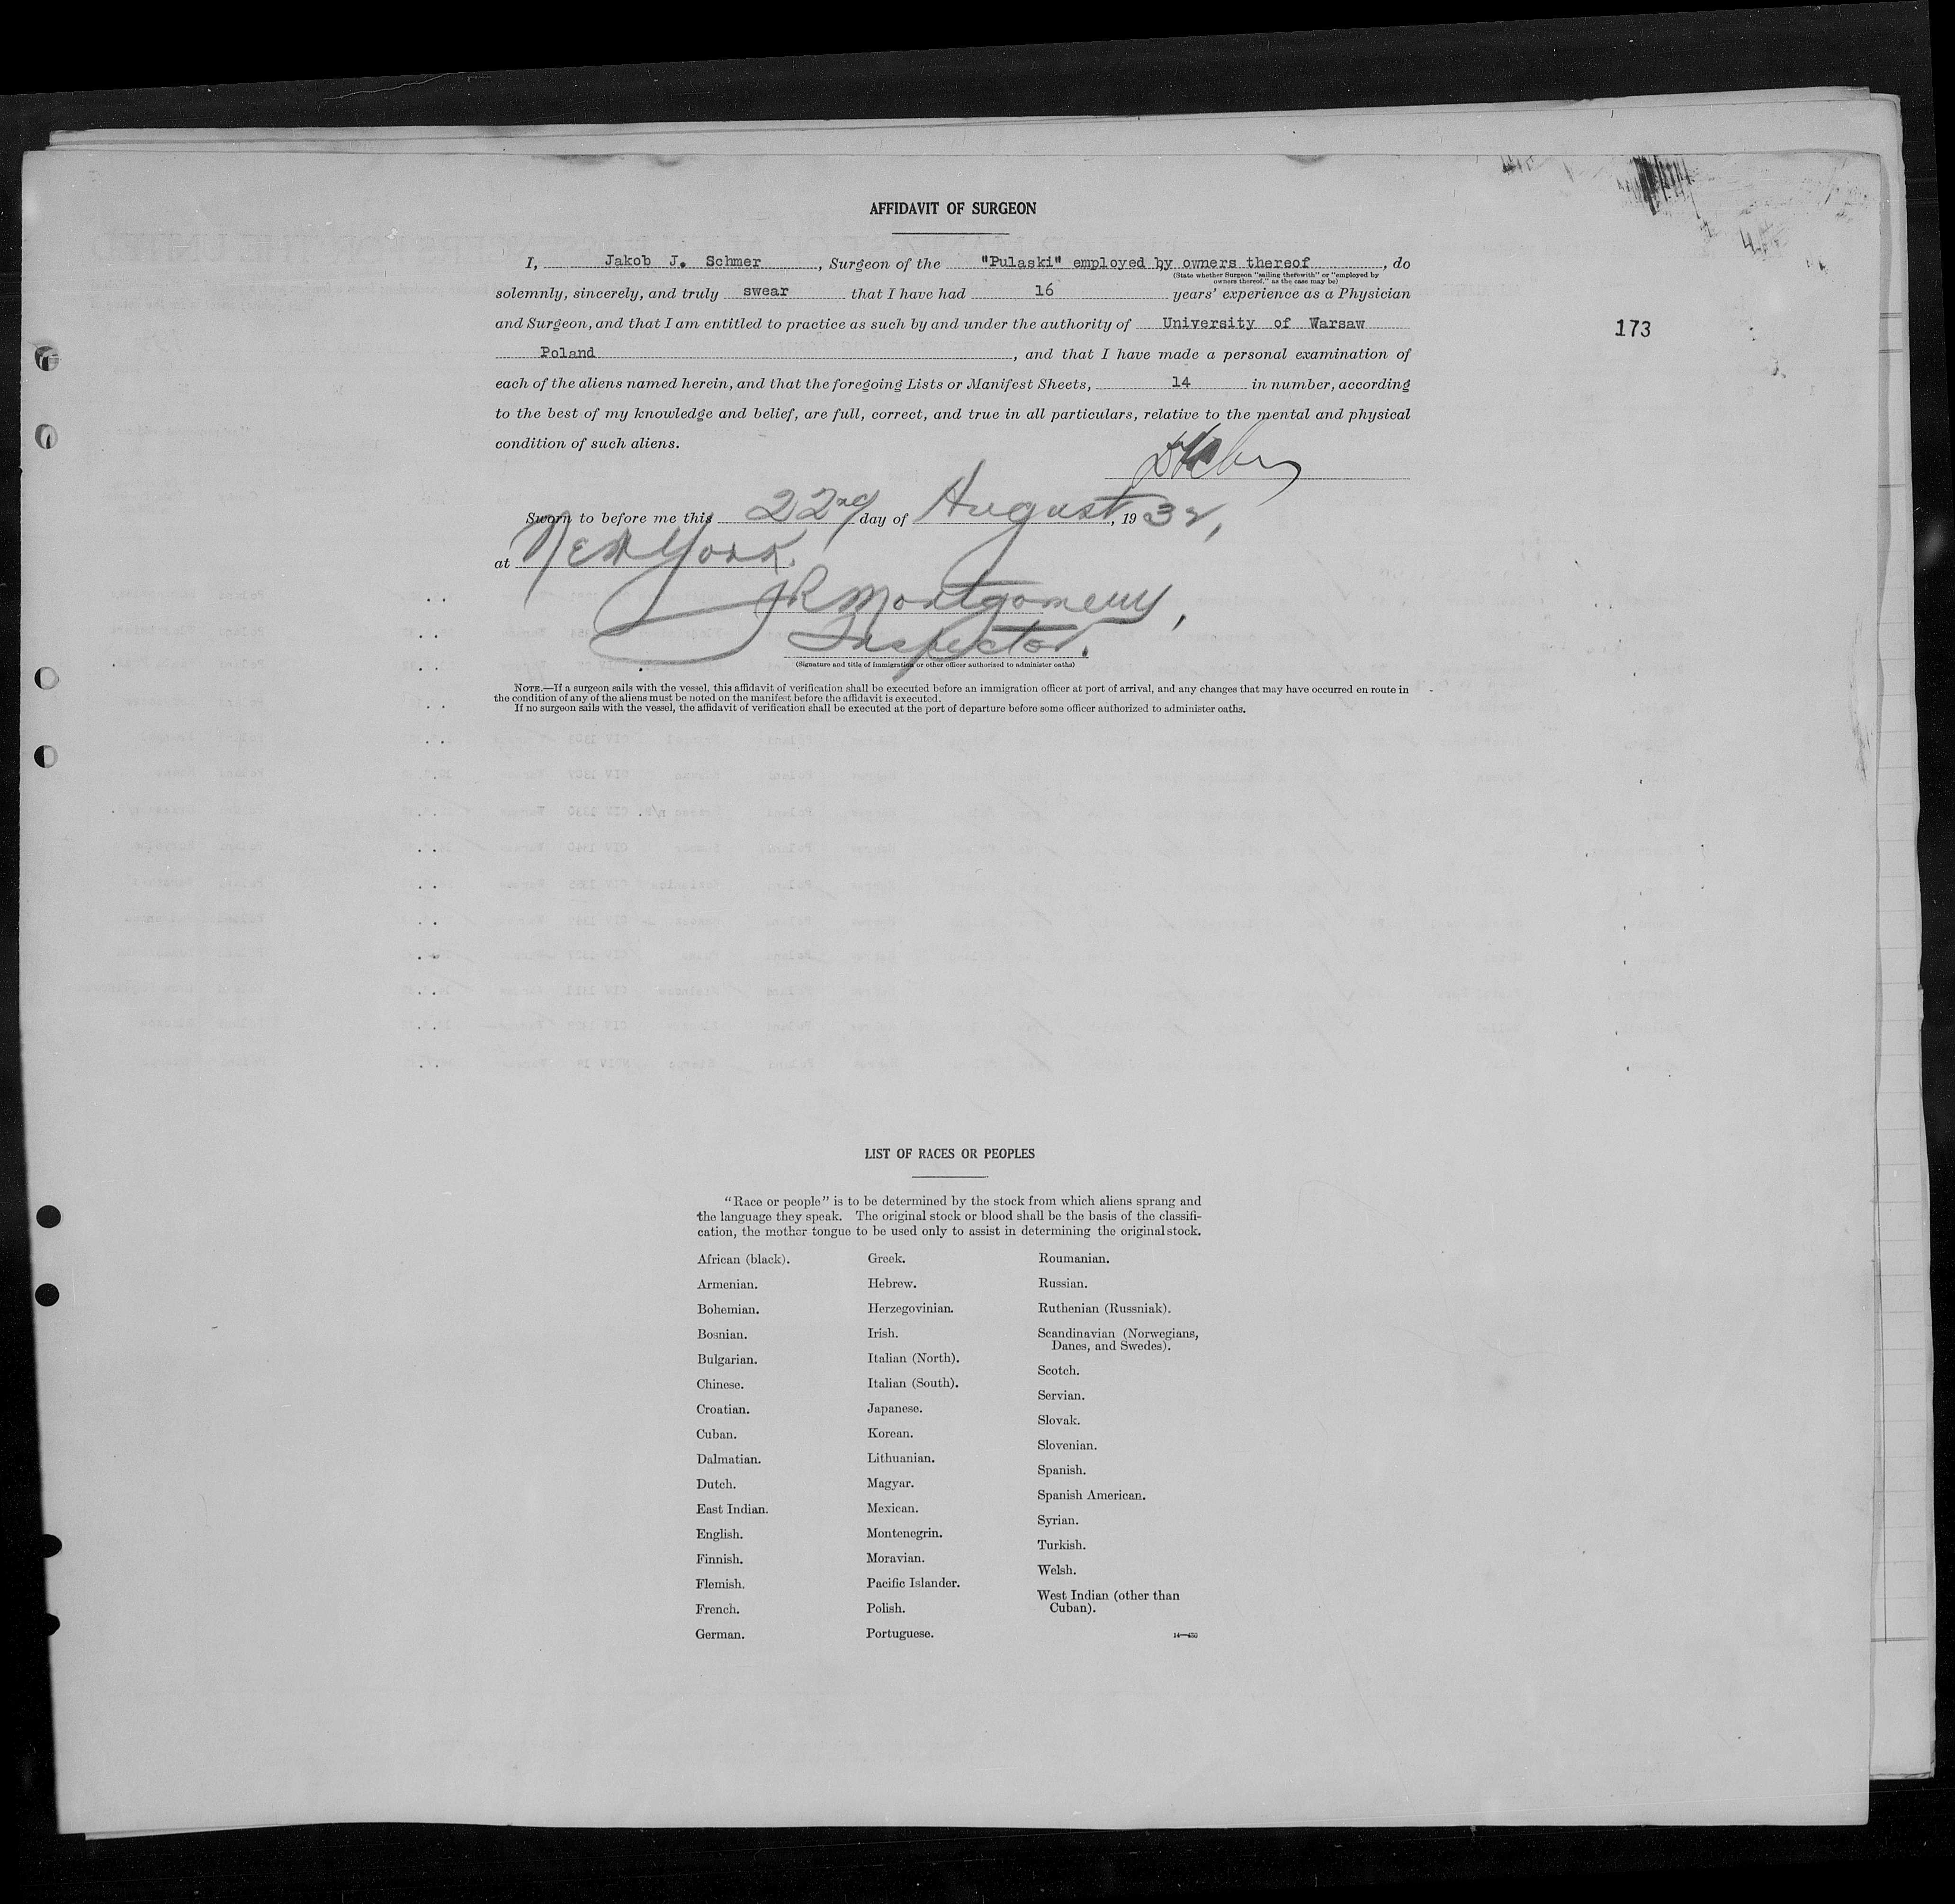 AFFIDAVIT OF SURGEON
I, Jakob J. Schmer, Surgeon of the "Pulaski" employed by owners thereof, do
(State whether Surgeon "sailing therewith" or "employed by
owners thereof," as the case may be)
solemnly, sincerely, and truly swear that I have had 16 years' experience as a Physician
and Surgeon, and that I am entitled to practice as such by and under the authority of University of Warsaw
173
Poland, and that I have made a personal examination of
each of the aliens named herein, and that the foregoing Lists or Manifest Sheets, 14 in number, according
to the best of my knowledge and belief, are full, correct, and true in all particulars, relative to the mental and physical
condition of such aliens.
Sworn to before me this 22nd day of August, 1932,
at New York.
JR Montgomery,
Inspector.
(Signature and title of immigration or other officer authorized to administer oaths)
NOTE.—If a surgeon sails with the vessel, this affidavit of verification shall be executed before an immigration officer at port of arrival, and any changes that may have occurred en route in
the condition of any of the aliens must be noted on the manifest before the affidavit is executed.
If no surgeon sails with the vessel, the affidavit of verification shall be executed at the port of departure before some officer authorized to administer oaths.
LIST OF RACES OR PEOPLES
"Race or people" is to be determined by the stock from which aliens sprang and
the language they speak. The original stock or blood shall be the basis of the classifi-
cation, the mother tongue to be used only to assist in determining the original stock.
African (black).
Armenian.
Bohemian.
Bosnian.
Bulgarian.
Chinese.
Croatian.
Cuban.
Dalmatian.
Dutch.
East Indian.
English.
Finnish.
Flemish.
French.
German.
Greek.
Hebrew.
Herzegovinian.
Irish.
Italian (North).
Italian (South).
Japanese.
Korean.
Lithuanian.
Magyar.
Mexican.
Montenegrin.
Moravian.
Pacific Islander.
Polish.
Portuguese.
Roumanian.
Russian.
Ruthenian (Russniak).
Scandinavian (Norwegians,
Danes, and Swedes).
Scotch.
Servian.
Slovak.
Slovenian.
Spanish.
Spanish American.
Syrian.
Turkish.
Welsh.
West Indian (other than
Cuban).